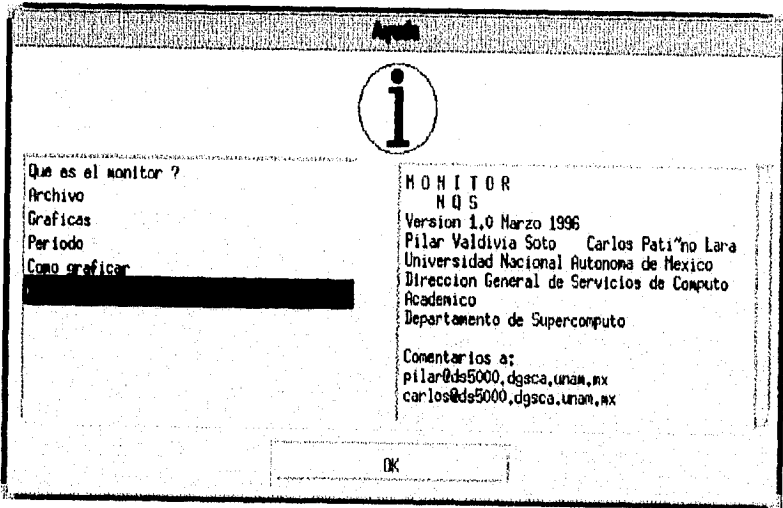 Ayuda
i
Que es el monitor ?
Archivo
Graficas
Periodo
Como graficar
M O N I T O R
N Q S
Version 1.0 Marzo 1996
Pilar Valdivia Soto Carlos Pati~no Lara
Universidad Nacional Autonoma de Mexico
Direccion General de Servicios de Computo
Academico
Departamento de Supercomputo
Comentarios a:
pilar@ds5000.dgsca.unam.mx
carlos@ds5000.dgsca.unam.mx
OK